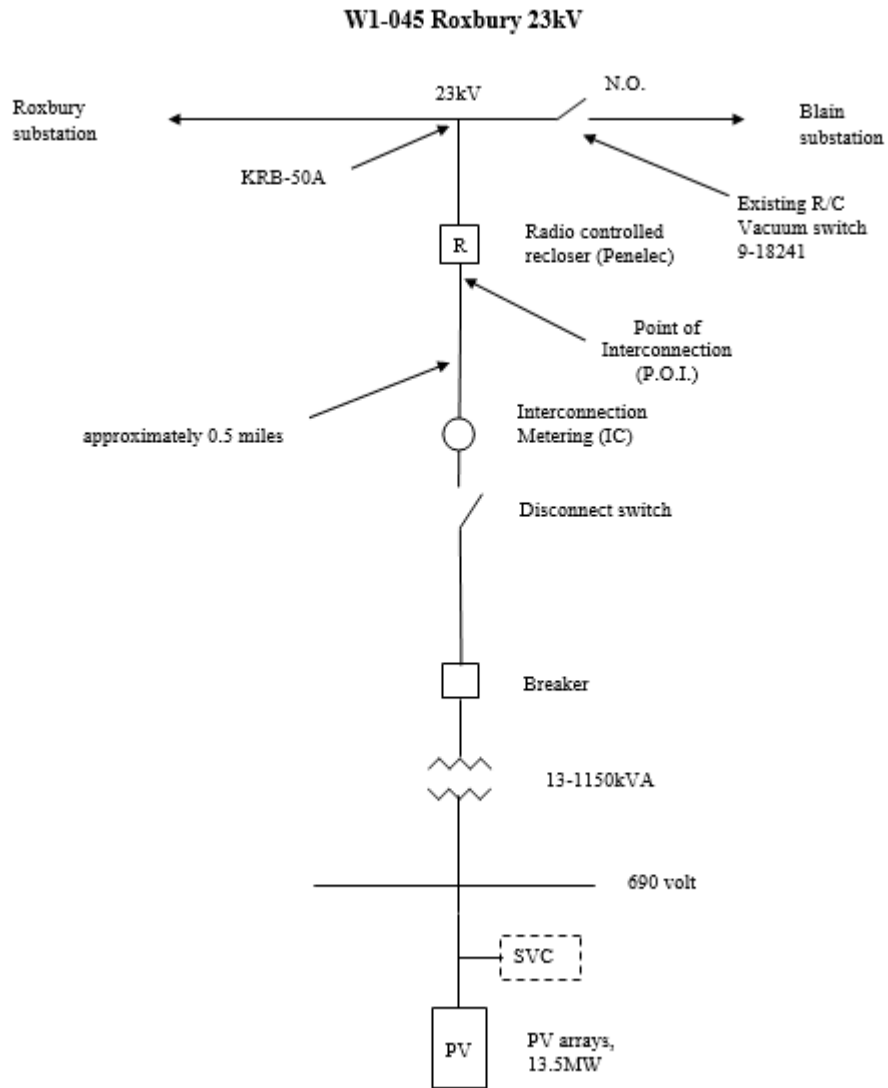 W1-045 Roxbury 23kV
23kV
N.O.
Roxbury
substation
Blain
substation
KRB-50A
Existing R/C
Vacuum switch
9-18241
R
Radio controlled
recloser (Penelec)
Point of
Interconnection
(P.O.I.)
approximately 0.5 miles
Interconnection
Metering (IC)
Disconnect switch
Breaker
13-1150kVA
690 volt
SVC
PV
PV arrays,
13.5MW